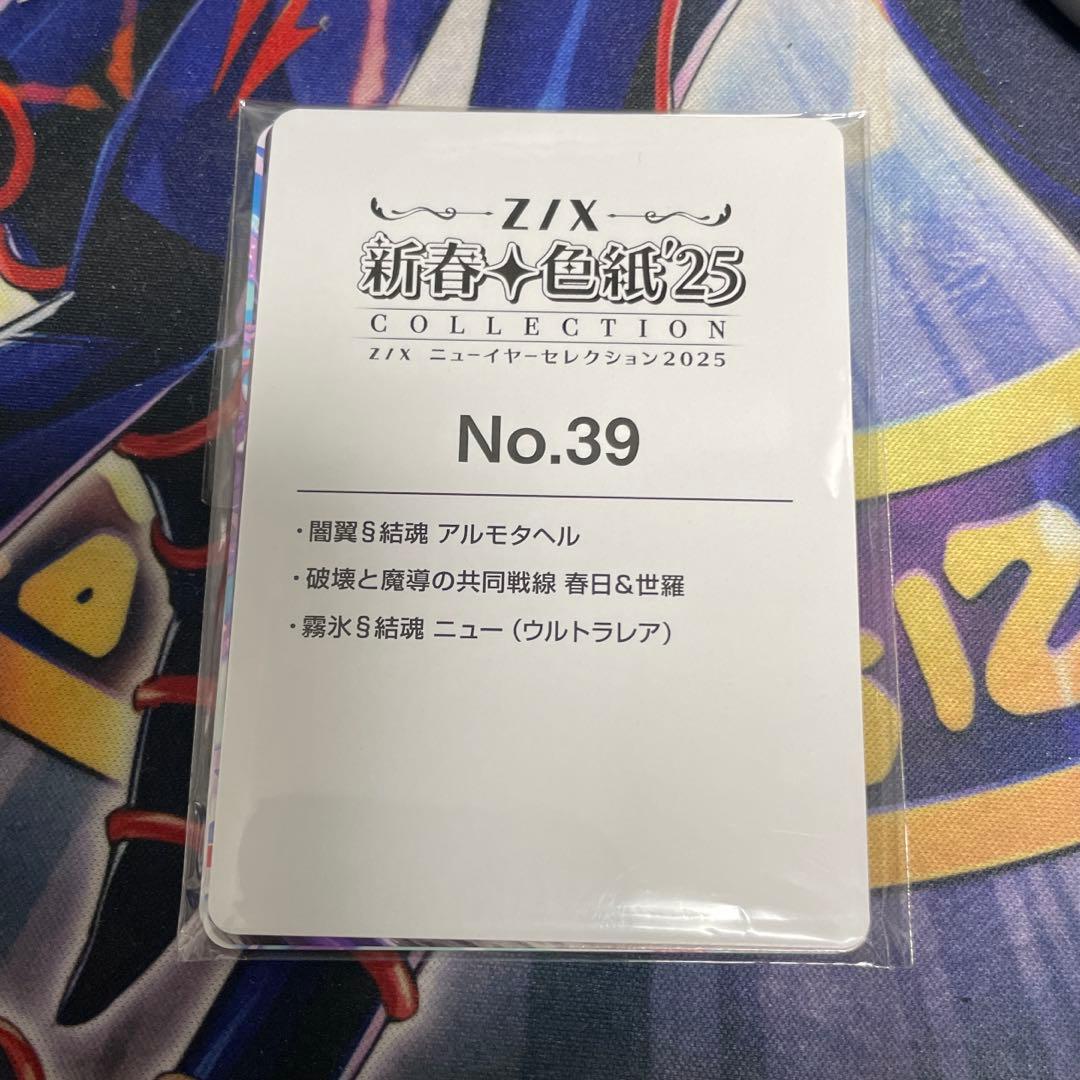 Z/X
新春✦色紙'25
COLLECTION
Z/X ニューイヤーセレクション2025
No.39
・闇翼§結魂 アルモタヘル
・破壊と魔導の共同戦線 春日&世羅
・霧氷§結魂 ニュー（ウルトラレア）